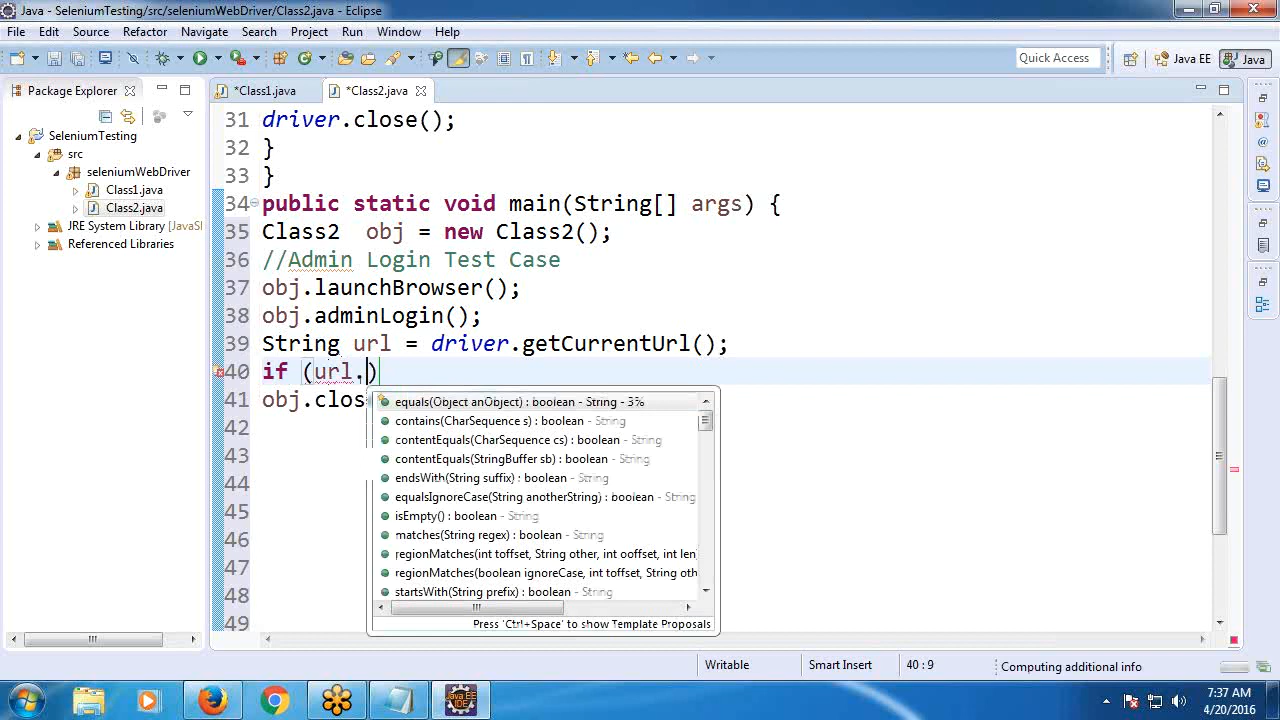 Java - SeleniumTesting/src/seleniumWebDriver/Class2.java - Eclipse
File Edit Source Refactor Navigate Search Project Run Window Help
Quick Access
Java EE
Java
Package Explorer
*Class1.java
*Class2.java
SeleniumTesting
src
seleniumWebDriver
Class1.java
Class2.java
JRE System Library [JavaS
Referenced Libraries
31 driver.close();
32 }
33 }
34 public static void main(String[] args) {
35 Class2 obj = new Class2();
36 //Admin Login Test Case
37 obj.launchBrowser();
38 obj.adminLogin();
39 String url = driver.getCurrentUrl();
40 if (url.)
41 obj.clos
42
43
44
45
46
47
48
49
equals(Object anObject) : boolean - String - 3%
contains(CharSequence s) : boolean - String
contentEquals(CharSequence cs) : boolean - String
contentEquals(StringBuffer sb) : boolean - String
endsWith(String suffix) : boolean - String
equalsIgnoreCase(String anotherString) : boolean - String
isEmpty() : boolean - String
matches(String regex) : boolean - String
regionMatches(int toffset, String other, int ooffset, int len
regionMatches(boolean ignoreCase, int toffset, String oth
startsWith(String prefix) : boolean - String
Press 'Ctrl+Space' to show Template Proposals
Writable
Smart Insert
40 : 9
Computing additional info
Java EE
IDE
7:37 AM
4/20/2016